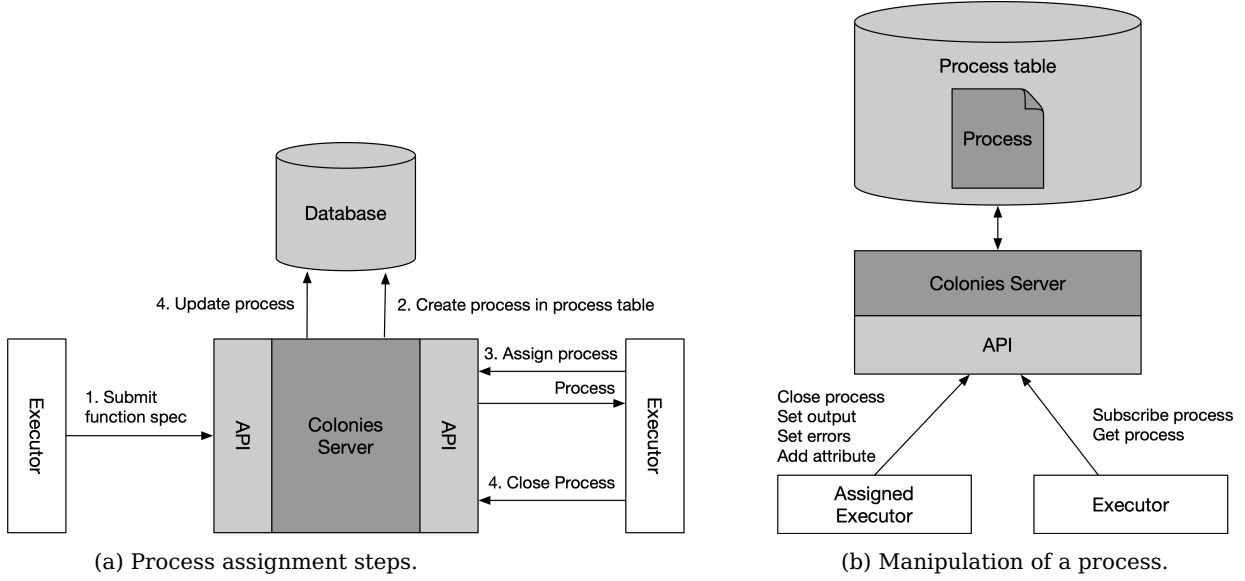 Database
4. Update process
2. Create process in process table
Executor
1. Submit
function spec
API
Colonies
Server
API
3. Assign process
Process
4. Close Process
Executor
(a) Process assignment steps.
Process table
Process
Colonies Server
API
Close process
Set output
Set errors
Add attribute
Subscribe process
Get process
Assigned
Executor
Executor
(b) Manipulation of a process.